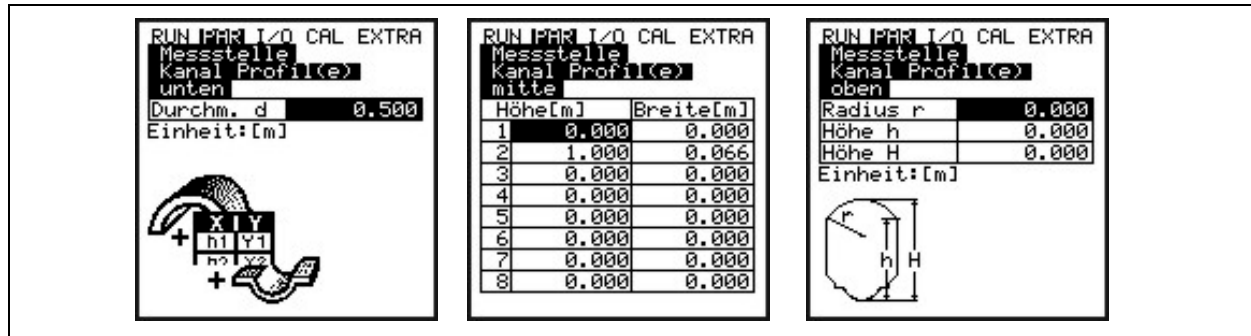 RUN PAR I/O CAL EXTRA
Messstelle
Kanal Profil(e)
unten
Durchm. d 0.500
Einheit:[m]
X Y
h1 Y1
h2 Y2
RUN PAR I/O CAL EXTRA
Messstelle
Kanal Profil(e)
mitte
Höhe[m] Breite[m]
1 0.000 0.000
2 1.000 0.066
3 0.000 0.000
4 0.000 0.000
5 0.000 0.000
6 0.000 0.000
7 0.000 0.000
8 0.000 0.000
RUN PAR I/O CAL EXTRA
Messstelle
Kanal Profil(e)
oben
Radius r 0.000
Höhe h 0.000
Höhe H 0.000
Einheit:[m]
r
h H